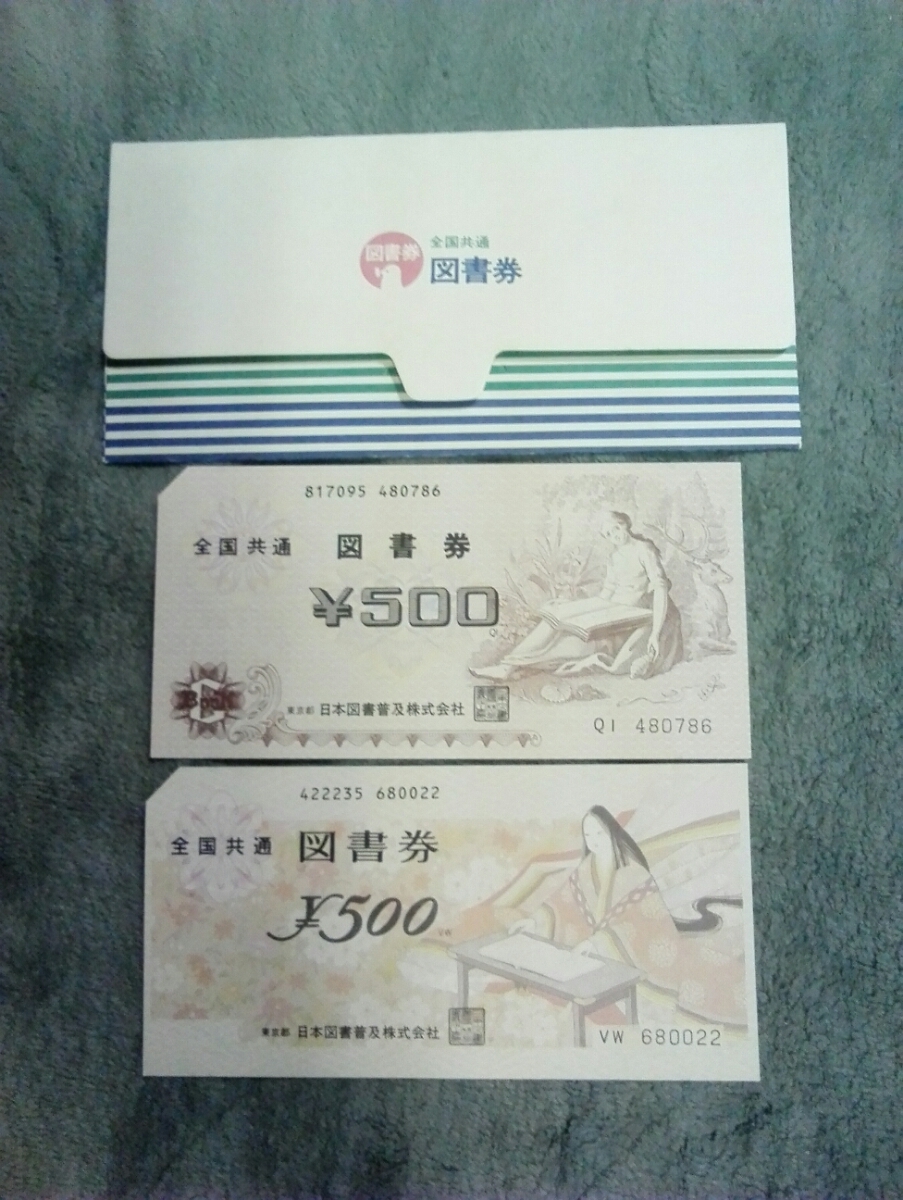 図書券
全国共通
図書券
817095 480786
全国共通 図書券
¥500
Book
東京都 日本図書普及株式会社
QI 480786
422235 680022
全国共通 図書券
¥500
VW
東京都 日本図書普及株式会社
VW 680022